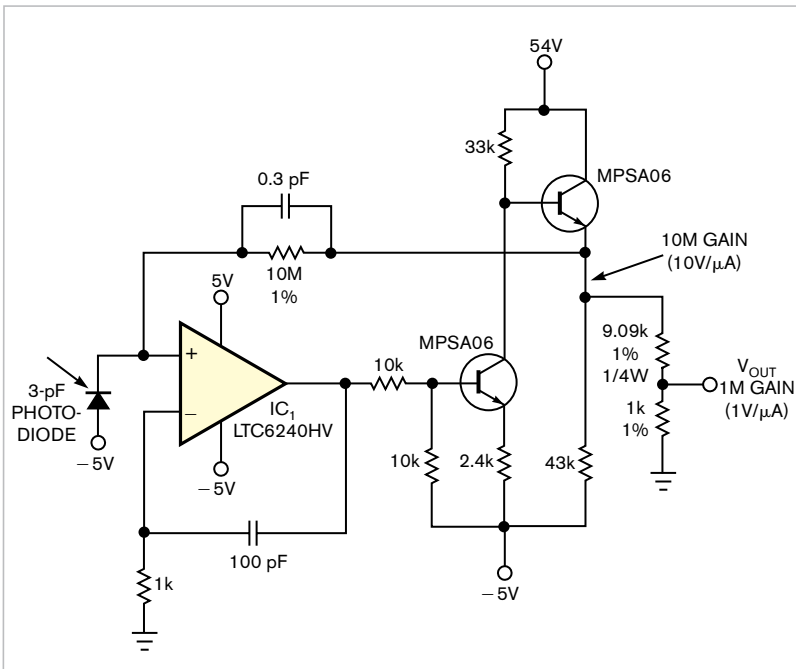 54V
33k
MPSA06
0.3 pF
10M GAIN
(10V/μA)
10M
1%
5V
9.09k
1%
1/4W
MPSA06
VOUT
1M GAIN
(1V/μA)
+
10k
3-pF
PHOTO-
DIODE
−
IC1
LTC6240HV
1k
1%
−5V
−5V
10k
2.4k
43k
100 pF
−5V
1k